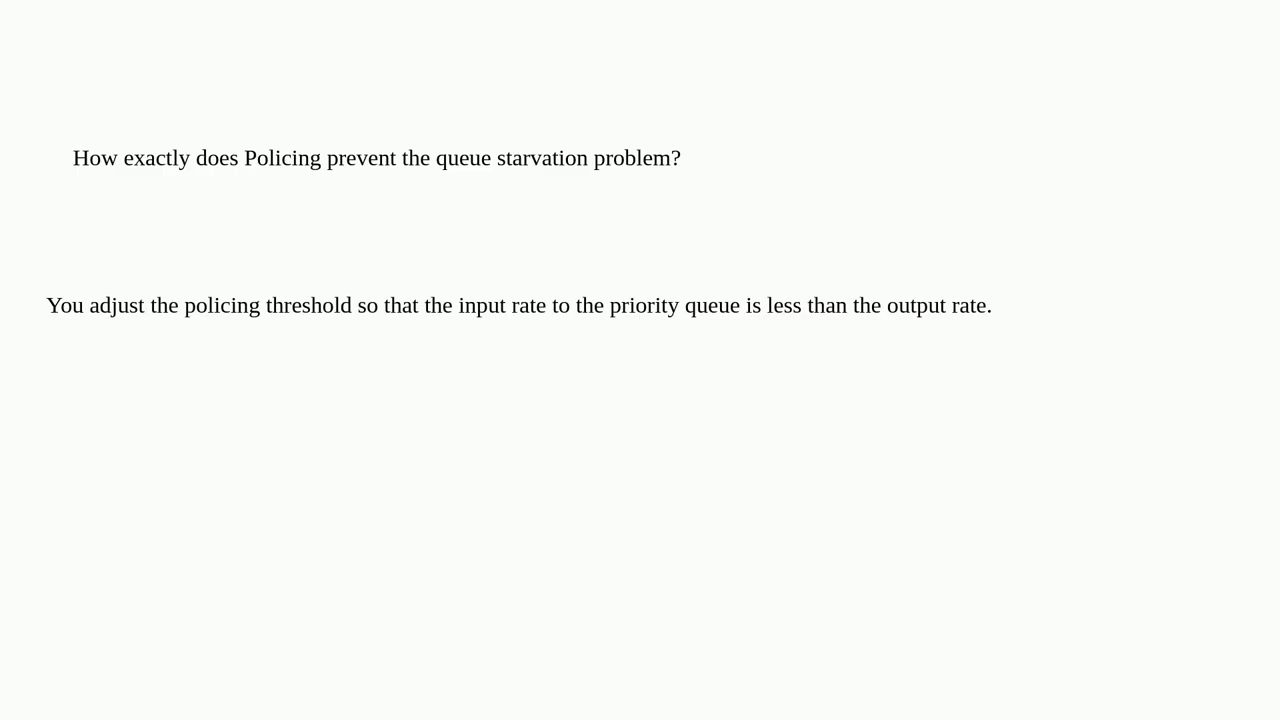 How exactly does Policing prevent the queue starvation problem?
You adjust the policing threshold so that the input rate to the priority queue is less than the output rate.